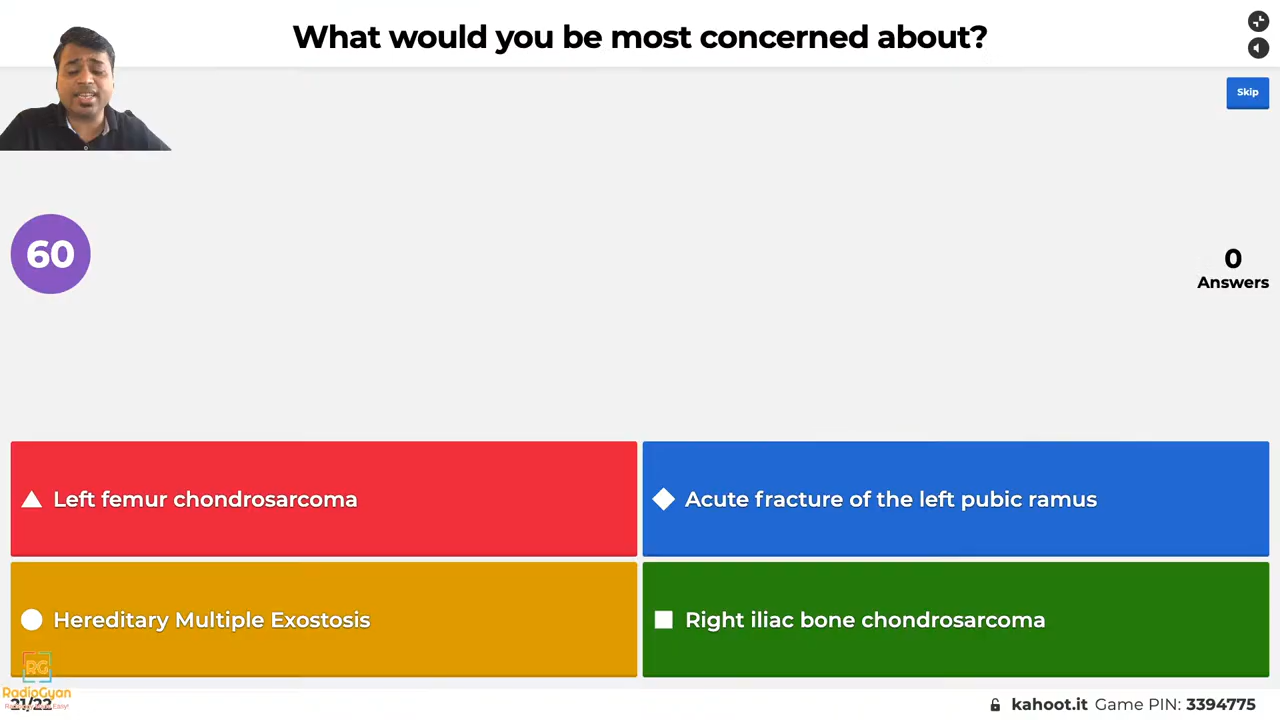 What would you be most concerned about?
Skip
60
0
Answers
Left femur chondrosarcoma
Acute fracture of the left pubic ramus
Hereditary Multiple Exostosis
Right iliac bone chondrosarcoma
RG
RadioGyan
21/22
kahoot.it Game PIN: 3394775